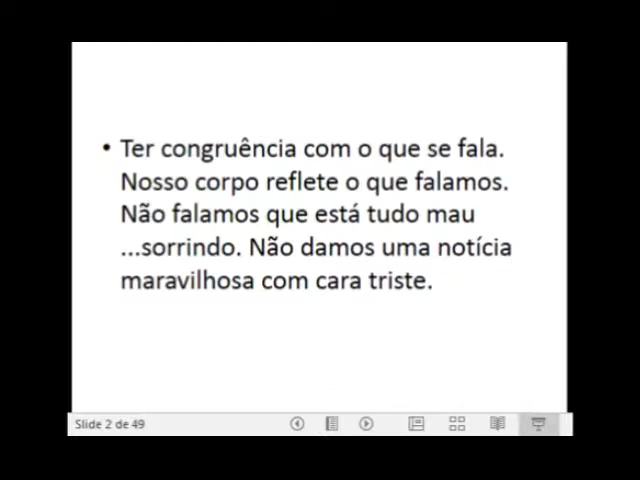 • Ter congruência com o que se fala.
Nosso corpo reflete o que falamos.
Não falamos que está tudo mau
...sorrindo. Não damos uma notícia
maravilhosa com cara triste.
Slide 2 de 49